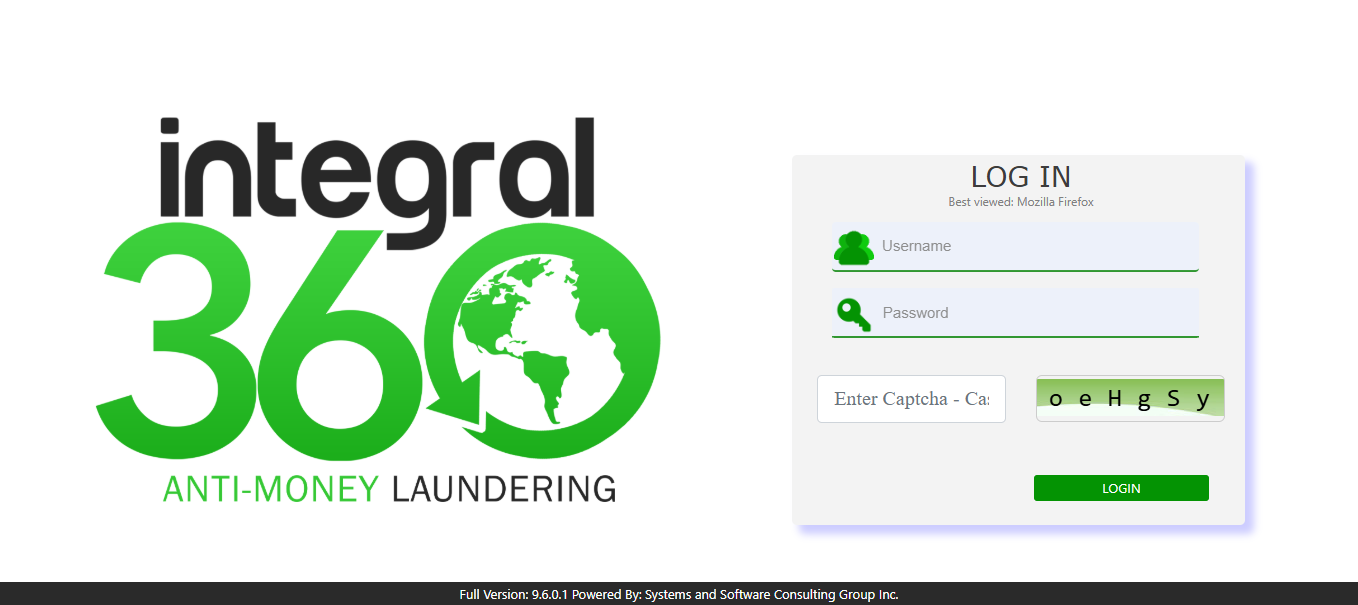 integral
360
ANTI-MONEY LAUNDERING
LOG IN
Best viewed: Mozilla Firefox
Username
Password
Enter Captcha - Ca
o e H g S y
LOGIN
Full Version: 9.6.0.1 Powered By: Systems and Software Consulting Group Inc.